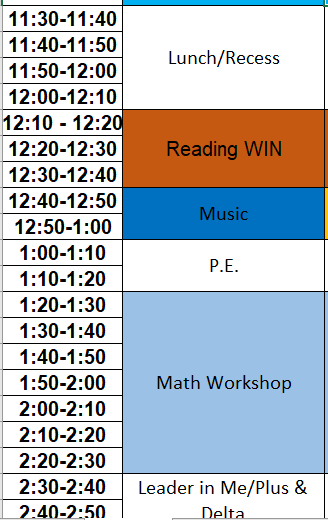 11:30-11:40
11:40-11:50
11:50-12:00
12:00-12:10
Lunch/Recess
12:10 - 12:20
12:20-12:30
12:30-12:40
Reading WIN
12:40-12:50
12:50-1:00
Music
1:00-1:10
1:10-1:20
P.E.
1:20-1:30
1:30-1:40
1:40-1:50
1:50-2:00
2:00-2:10
2:10-2:20
2:20-2:30
Math Workshop
2:30-2:40
2:40-2:50
Leader in Me/Plus &
Delta